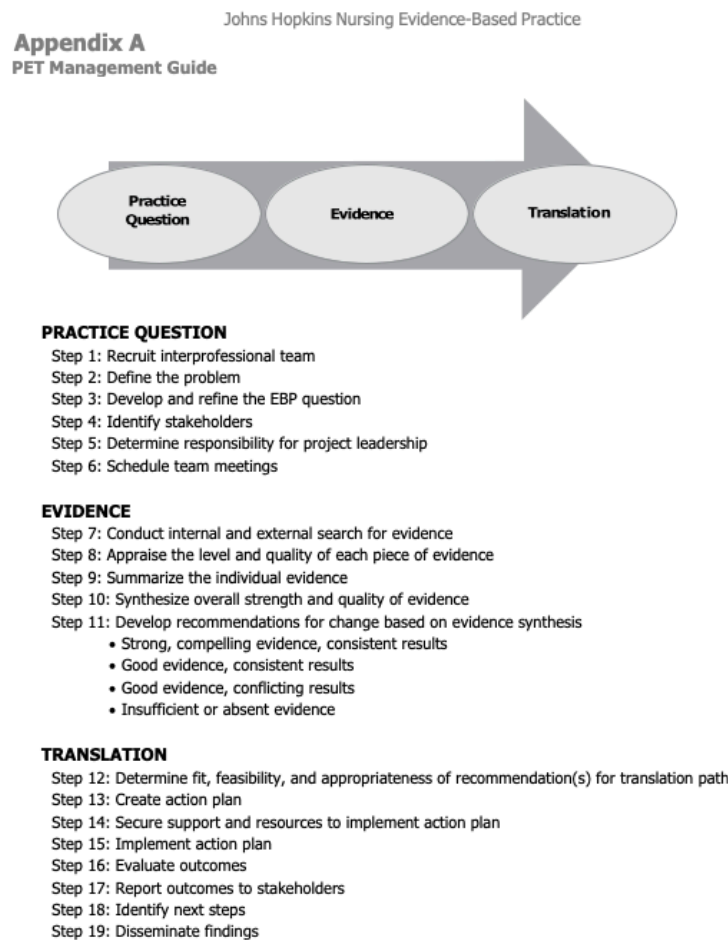 Johns Hopkins Nursing Evidence-Based Practice
Appendix A
PET Management Guide
Practice
Question
Evidence
Translation
PRACTICE QUESTION
Step 1: Recruit interprofessional team
Step 2: Define the problem
Step 3: Develop and refine the EBP question
Step 4: Identify stakeholders
Step 5: Determine responsibility for project leadership
Step 6: Schedule team meetings
EVIDENCE
Step 7: Conduct internal and external search for evidence
Step 8: Appraise the level and quality of each piece of evidence
Step 9: Summarize the individual evidence
Step 10: Synthesize overall strength and quality of evidence
Step 11: Develop recommendations for change based on evidence synthesis
• Strong, compelling evidence, consistent results
• Good evidence, consistent results
• Good evidence, conflicting results
• Insufficient or absent evidence
TRANSLATION
Step 12: Determine fit, feasibility, and appropriateness of recommendation(s) for translation path
Step 13: Create action plan
Step 14: Secure support and resources to implement action plan
Step 15: Implement action plan
Step 16: Evaluate outcomes
Step 17: Report outcomes to stakeholders
Step 18: Identify next steps
Step 19: Disseminate findings